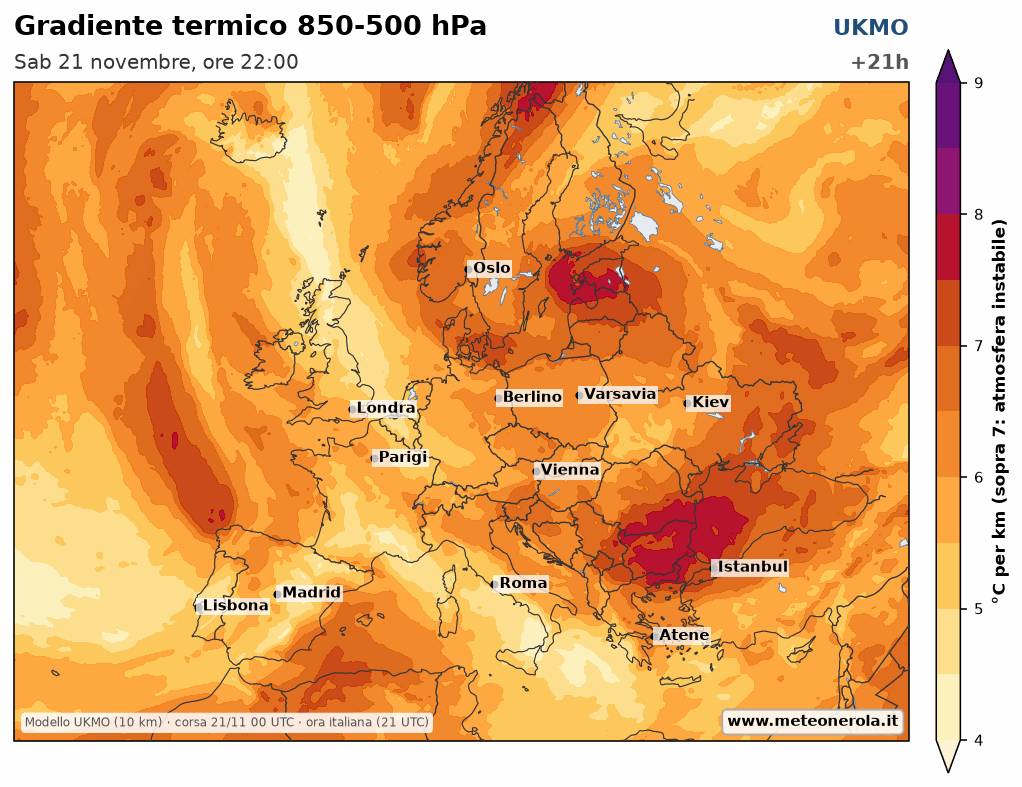 Gradiente termico 850-500 hPa
UKMO
Sab 21 novembre, ore 22:00
+21h
9
8
7
6
5
4
°C per km (sopra 7: atmosfera instabile)
Oslo
Berlino
Varsavia
Kiev
Londra
Parigi
Vienna
Istanbul
Roma
Madrid
Lisbona
Atene
Modello UKMO (10 km) · corsa 21/11 00 UTC · ora italiana (21 UTC)
www.meteonerola.it